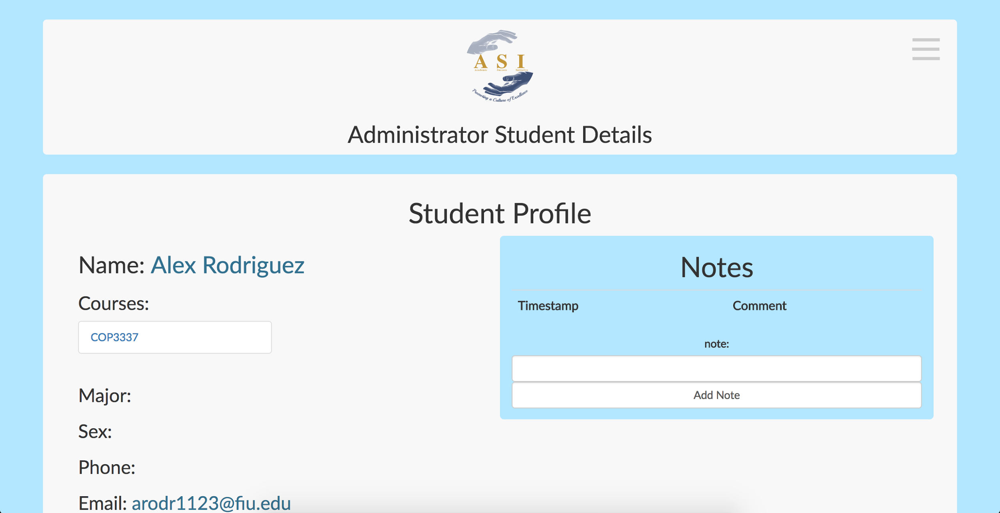 A S I
Academic Success Initiative
Promoting a Culture of Excellence
Administrator Student Details
Student Profile
Name: Alex Rodriguez
Courses:
COP3337
Major:
Sex:
Phone:
Email: arodr1123@fiu.edu
Notes
Timestamp Comment
note:
Add Note